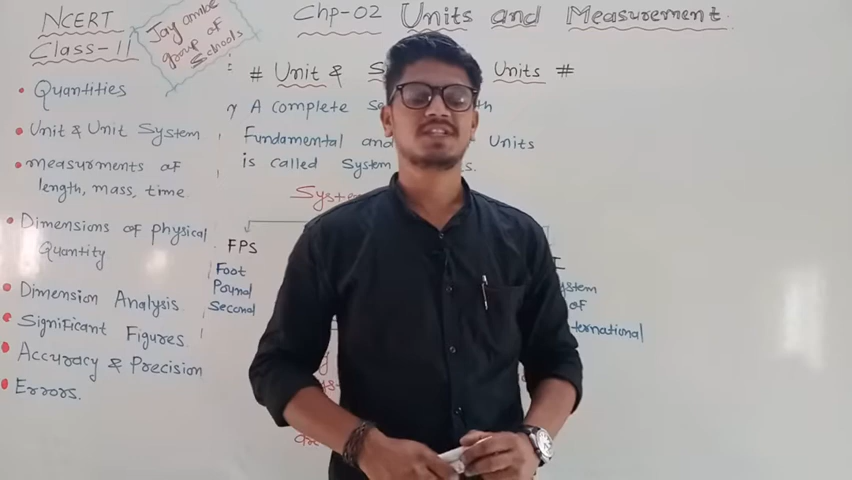 NCERT
Class-11
Jay ambe
group of
Schools
Chp-02 Units and Measurement
# Unit & Units #
A Complete
Fundamental and Units
is called System
• Quantities
• Unit & Unit System
• measurments of
length, mass, time
• Dimensions of physical
Quantity
• Dimension Analysis
• Significant Figures
• Accuracy & Precision
• Errors.
FPS
Foot
Pound
Second
of
International